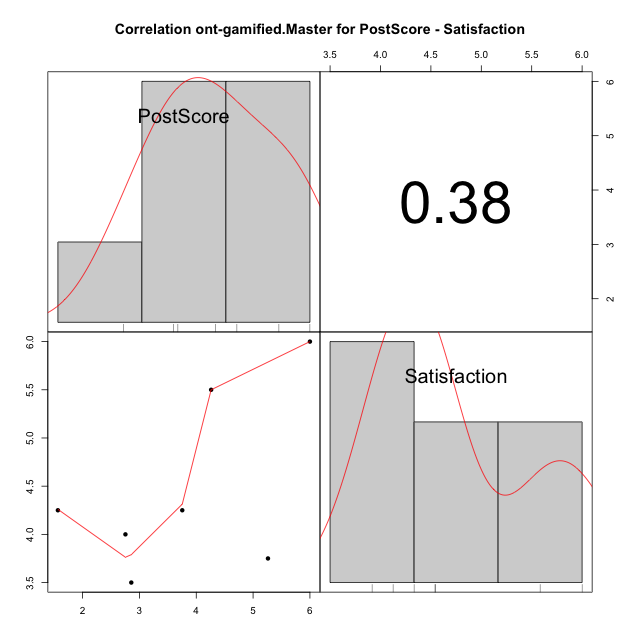 Correlation ont-gamified.Master for PostScore - Satisfaction
3.5 4.0 4.5 5.0 5.5 6.0
PostScore
0.38
6
5
4
3
2
Satisfaction
6.0
5.5
5.0
4.5
4.0
3.5
2 3 4 5 6